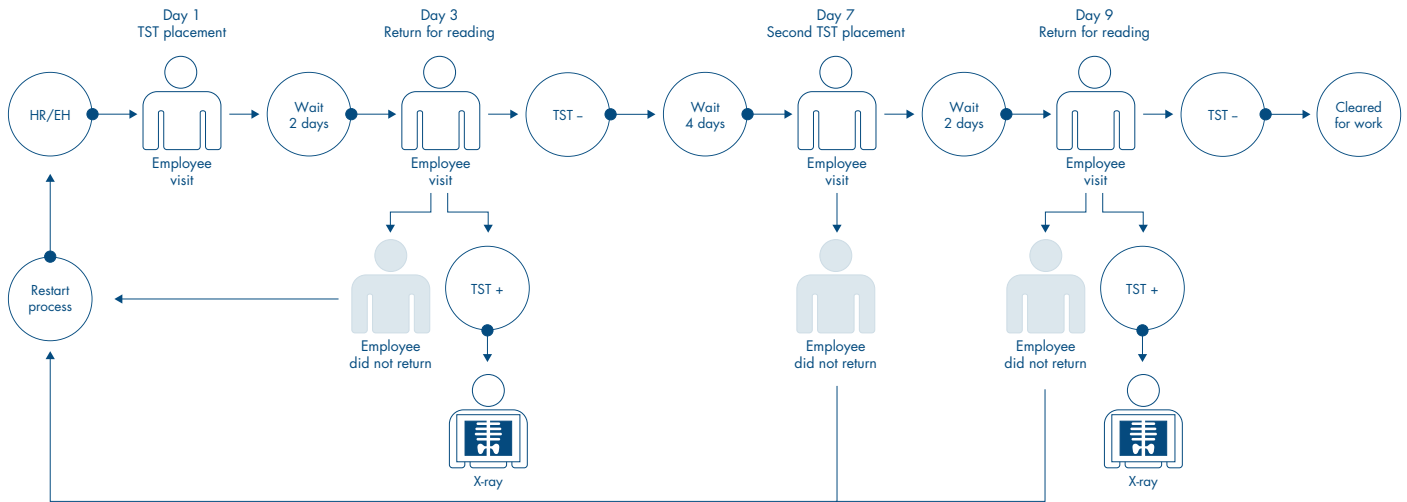 Day 1
TST placement
Day 3
Return for reading
Day 7
Second TST placement
Day 9
Return for reading
HR/EH
Wait
2 days
TST –
Wait
4 days
Wait
2 days
TST –
Cleared
for work
Employee
visit
Employee
visit
Employee
visit
Employee
visit
Restart
process
TST +
TST +
Employee
did not return
Employee
did not return
Employee
did not return
X-ray
X-ray